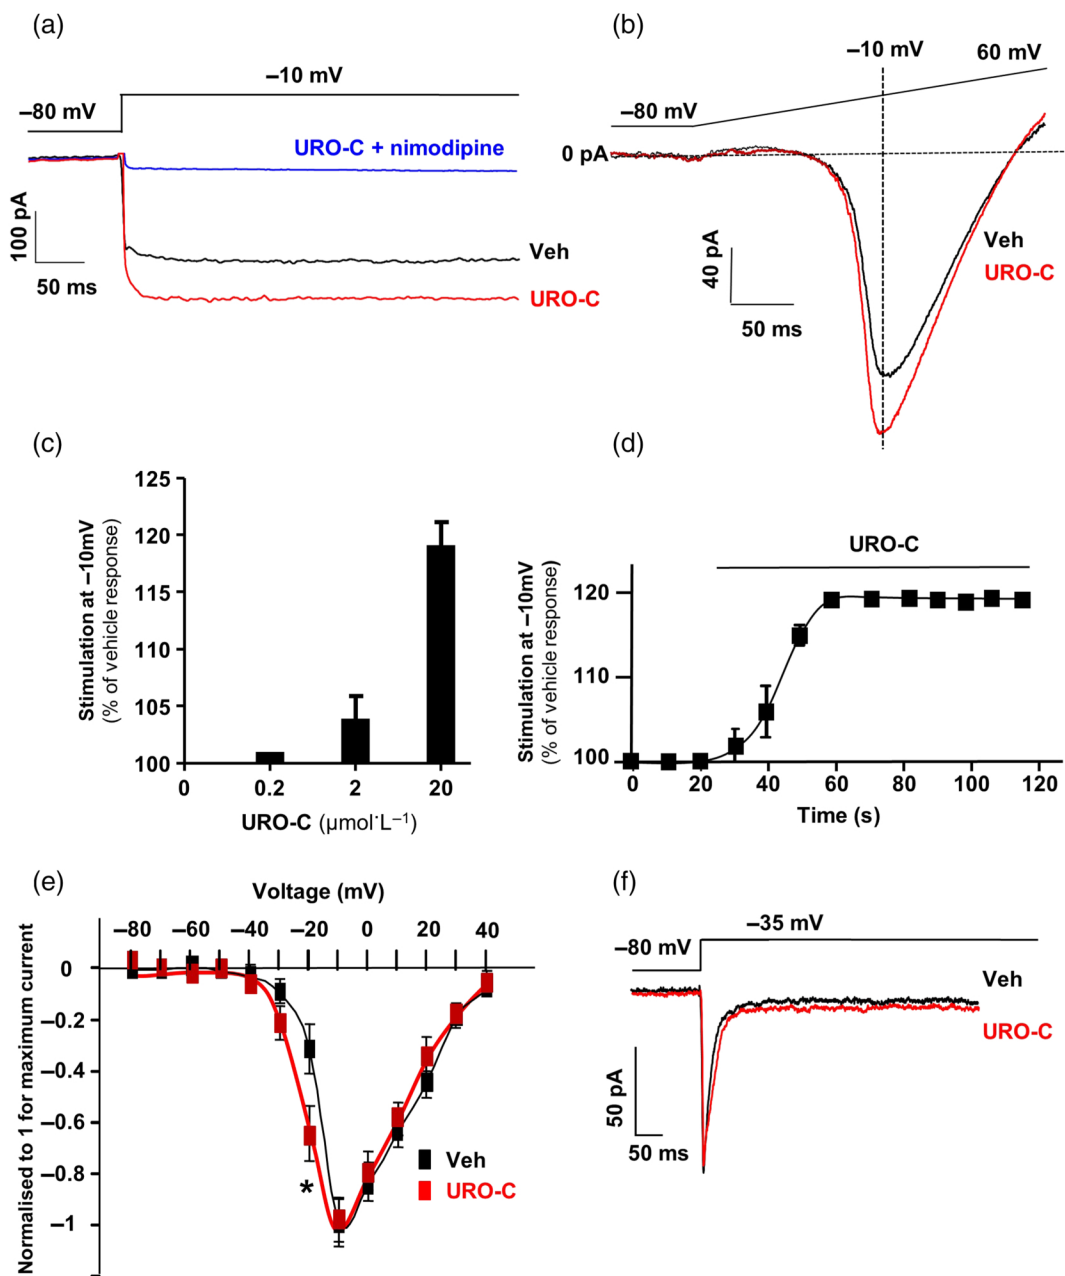 (a)
–10 mV
–80 mV
URO-C + nimodipine
100 pA
50 ms
Veh
URO-C
(b)
–10 mV
60 mV
–80 mV
0 pA
40 pA
50 ms
Veh
URO-C
(c)
Stimulation at –10mV
(% of vehicle response)
125
120
115
110
105
100
0
0.2
2
20
URO-C (µmol·L–1)
(d)
URO-C
Stimulation at –10mV
(% of vehicle response)
120
110
100
0
20
40
60
80
100
120
Time (s)
(e)
Voltage (mV)
–80
–60
–40
–20
0
20
40
Normalised to 1 for maximum current
0
–0.2
–0.4
–0.6
–0.8
–1
*
Veh
URO-C
(f)
–35 mV
–80 mV
Veh
URO-C
50 pA
50 ms